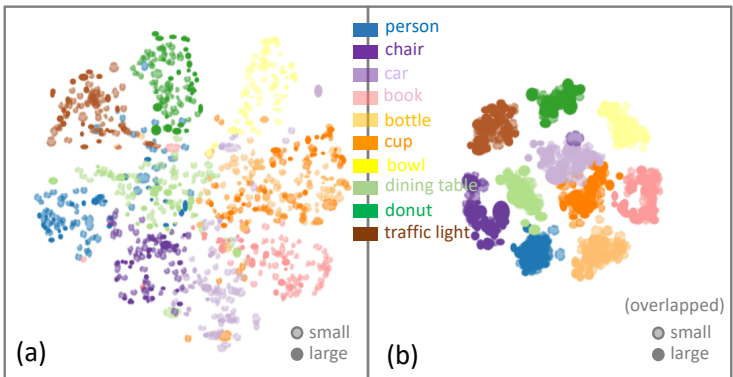 person
chair
car
book
bottle
cup
bowl
dining table
donut
traffic light
(a)
small
large
(overlapped)
small
large
(b)